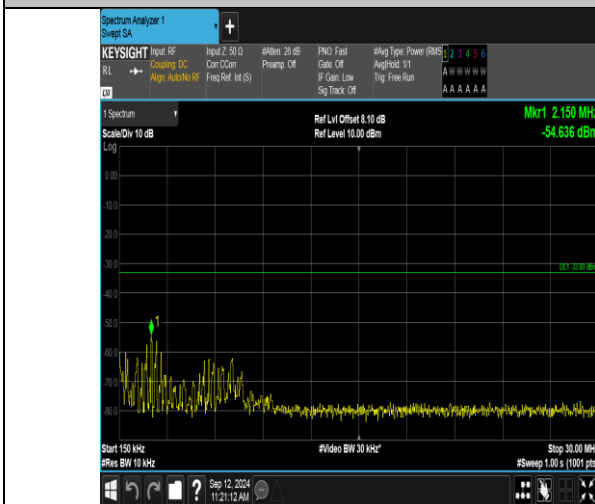 Spectrum Analyzer 1
Swept SA
+
KEYSIGHT Input: RF Input Z: 50 Ω #Atten: 26 dB PNO: Fast #Avg Type: Power (RMS 1 2 3 4 5 6
RL Coupling: DC Corr CCorr Preamp: Off Gate: Off Avg|Hold: 1/1 A W W W W W
Align: Auto/No RF Freq Ref: Int (S) IF Gain: Low Trig: Free Run
Sig Track: Off A A A A A A
LXI
1 Spectrum Ref Lvl Offset 8.10 dB Mkr1 2.150 MHz
Scale/Div 10 dB Ref Level 10.00 dBm -54.636 dBm
Log
0.00
-10.0
-20.0
-30.0
DL1 -33.00 dBm
-40.0
-50.0
1
-60.0
-70.0
-80.0
Start 150 kHz #Video BW 30 kHz* Stop 30.00 MH
#Res BW 10 kHz #Sweep 1.00 s (1001 pts
? Sep 12, 2024
11:21:12 AM